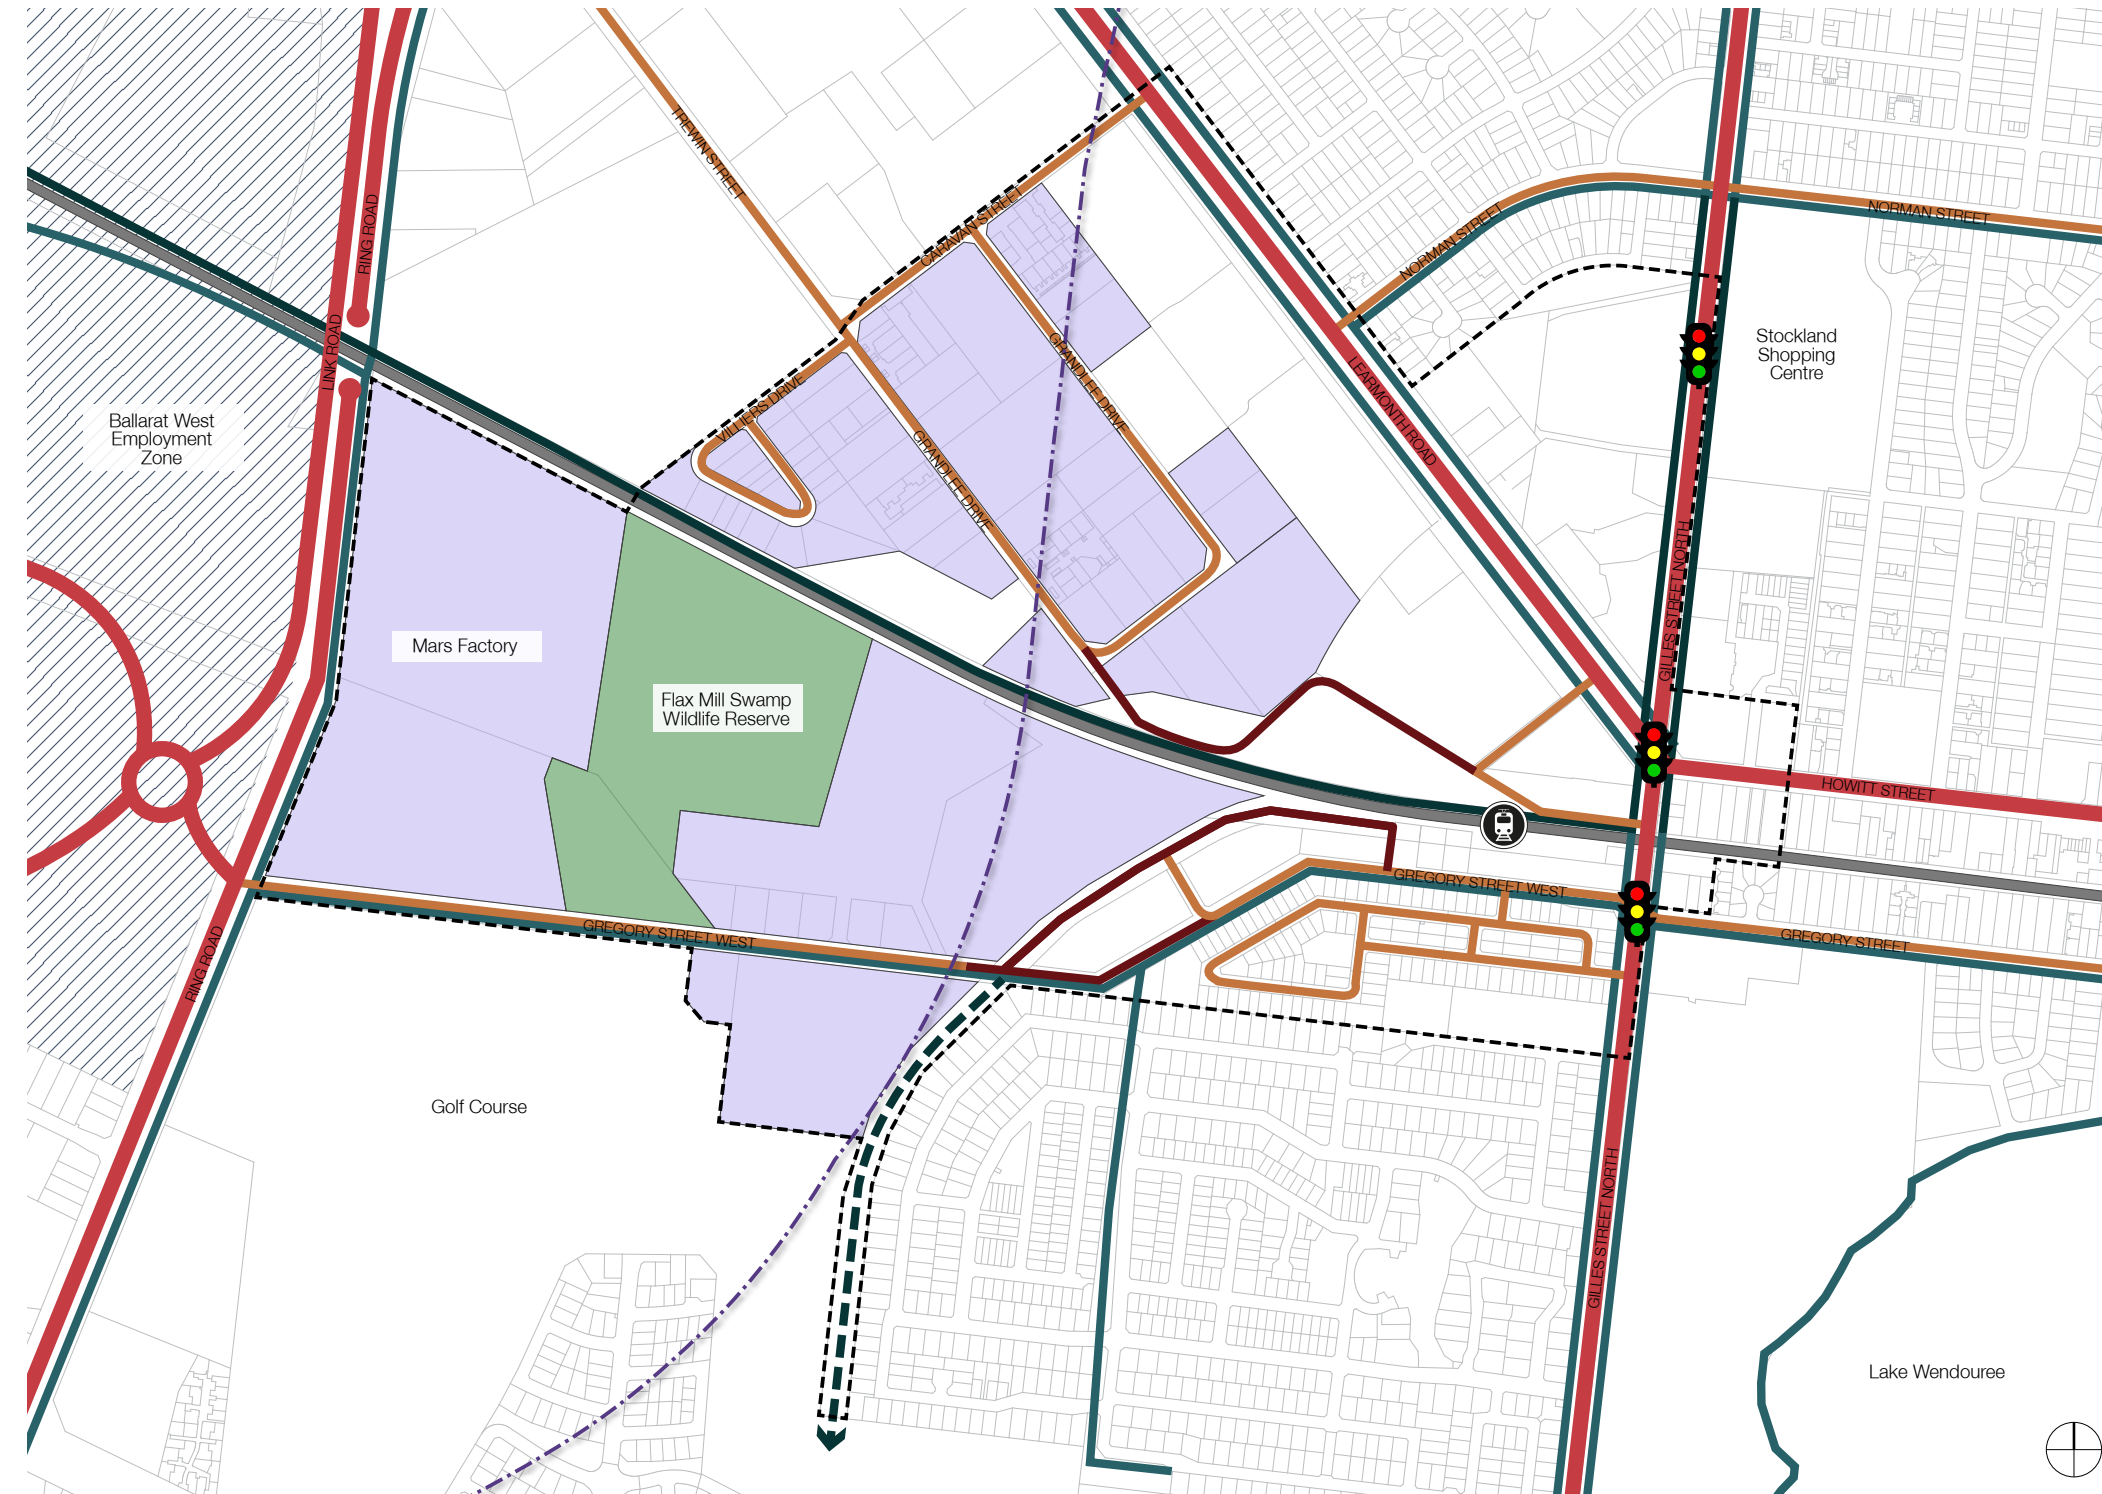 TREWIN STREET
RING ROAD
CARAVAN STREET
NORMAN STREET
NORMAN STREET
LINK ROAD
VILLIERS DRIVE
GRANDLEE DRIVE
GRANDLEE DRIVE
LEARMONTH ROAD
Stockland
Shopping
Centre
Ballarat West
Employment
Zone
GILLES STREET NORTH
Mars Factory
Flax Mill Swamp
Wildlife Reserve
HOWITT STREET
GREGORY STREET WEST
GREGORY STREET WEST
GREGORY STREET
RING ROAD
Golf Course
GILLES STREET NORTH
Lake Wendouree